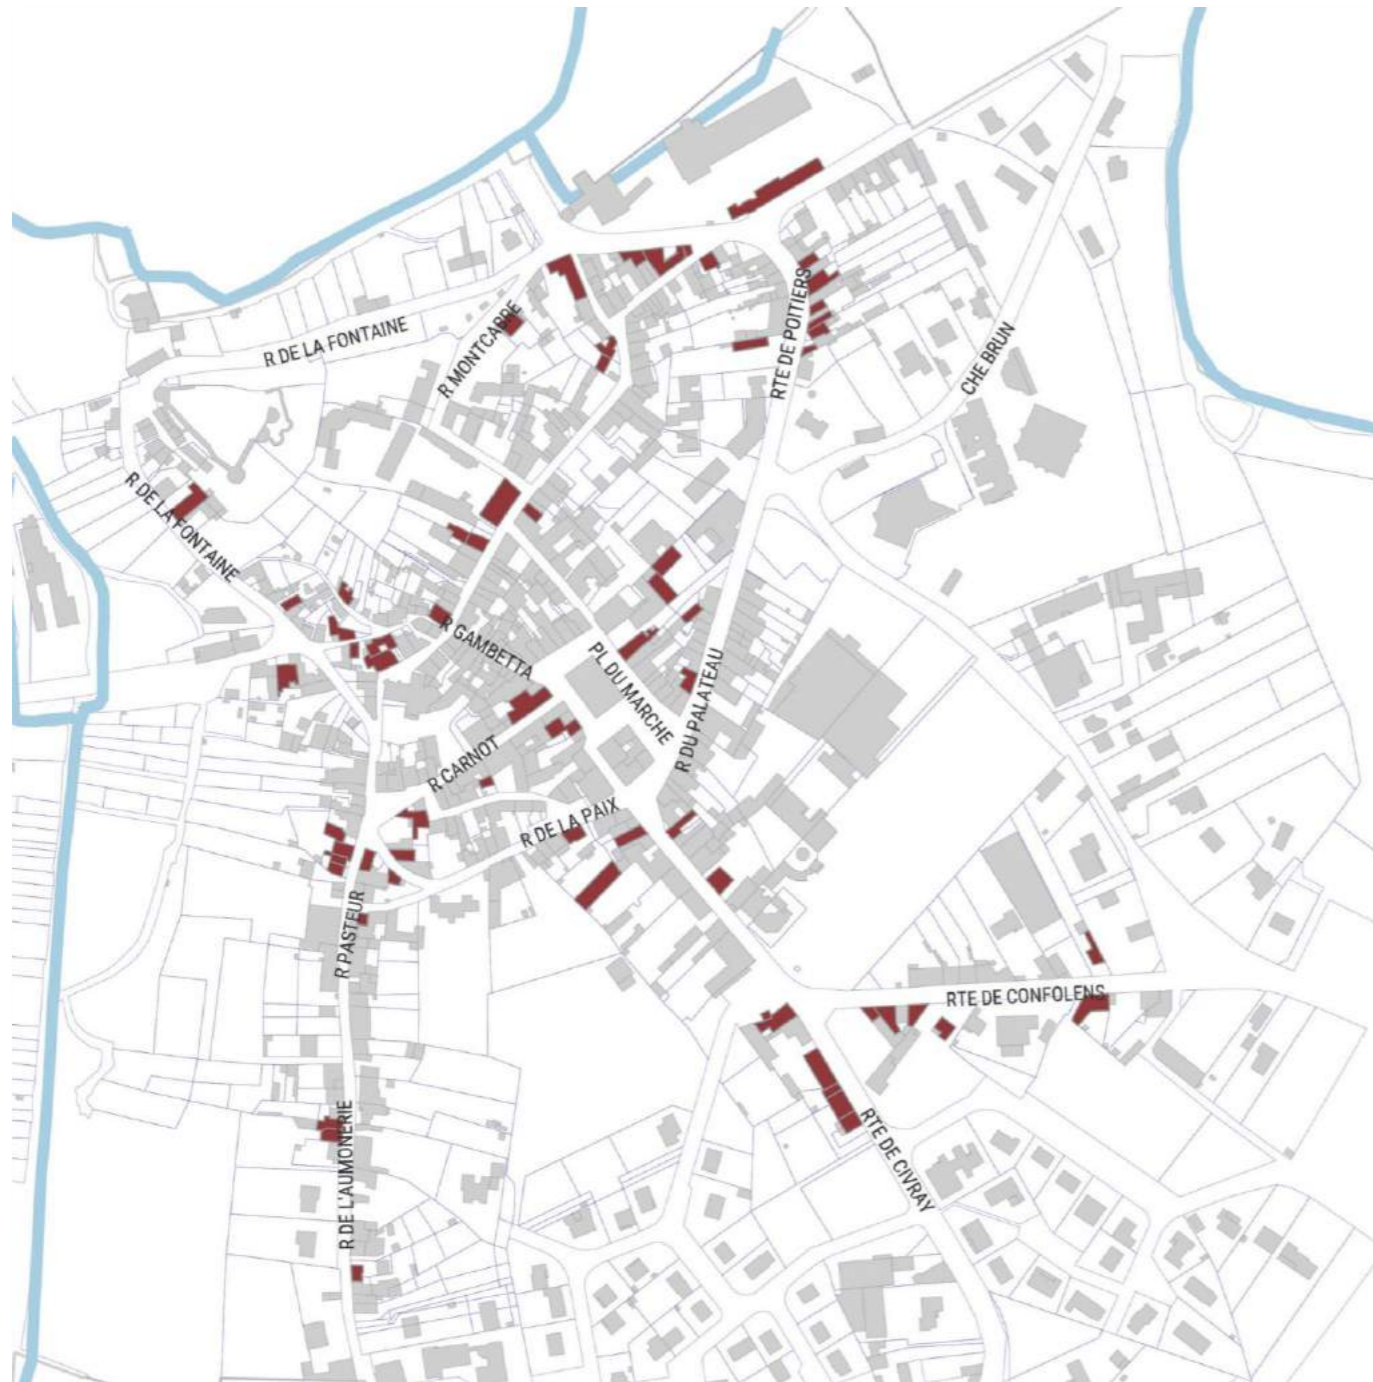 R DE LA FONTAINE
R MONTCABRE
RTE DE POITIERS
CHE BRUN
R DE LA FONTAINE
R GAMBETTA
PL DU MARCHE
R DU PALATEAU
R CARNOT
R DE LA PAIX
R PASTEUR
RTE DE CONFOLENS
RTE DE CIVRAY
R DE L'AUMONERIE